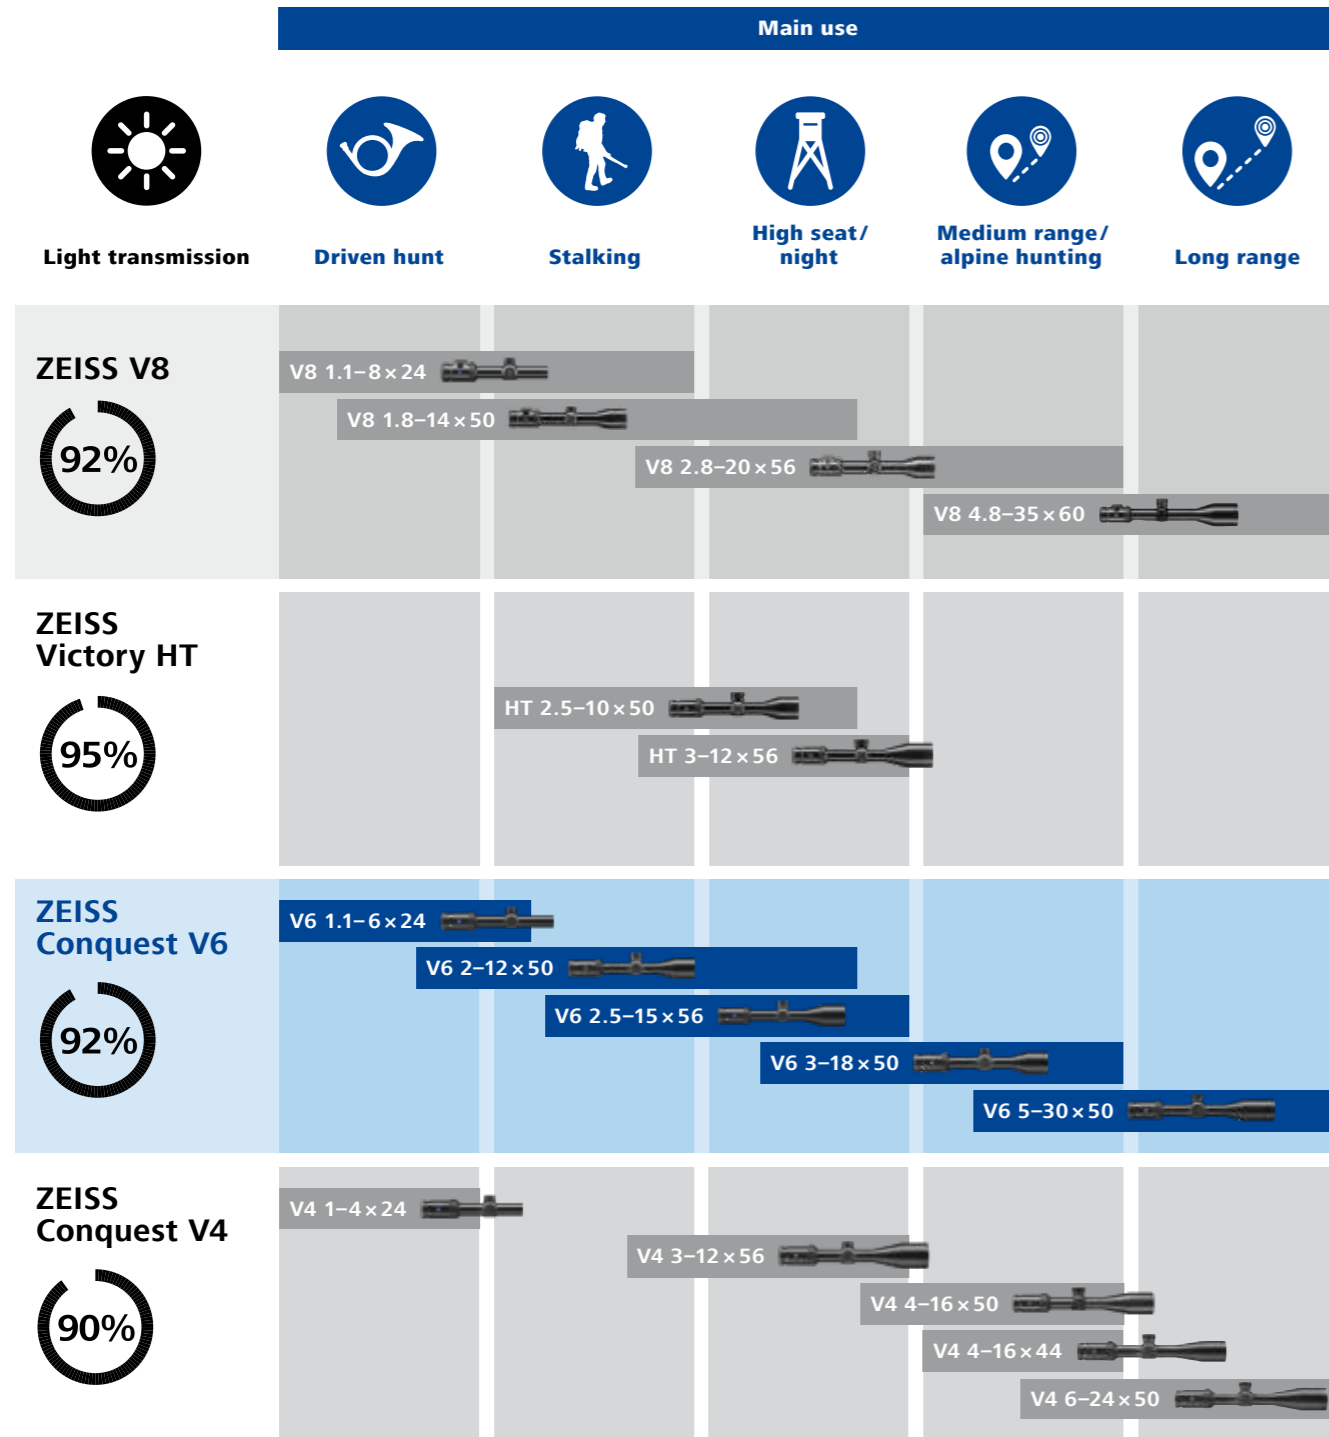 Main use
Light transmission
Driven hunt
Stalking
High seat/
night
Medium range/
alpine hunting
Long range
ZEISS V8
92%
V8 1.1–8 × 24
V8 1.8–14 × 50
V8 2.8–20 × 56
V8 4.8–35 × 60
ZEISS
Victory HT
95%
HT 2.5–10 × 50
HT 3–12 × 56
ZEISS
Conquest V6
92%
V6 1.1–6 × 24
V6 2–12 × 50
V6 2.5–15 × 56
V6 3–18 × 50
V6 5–30 × 50
ZEISS
Conquest V4
90%
V4 1–4 × 24
V4 3–12 × 56
V4 4–16 × 50
V4 4–16 × 44
V4 6–24 × 50